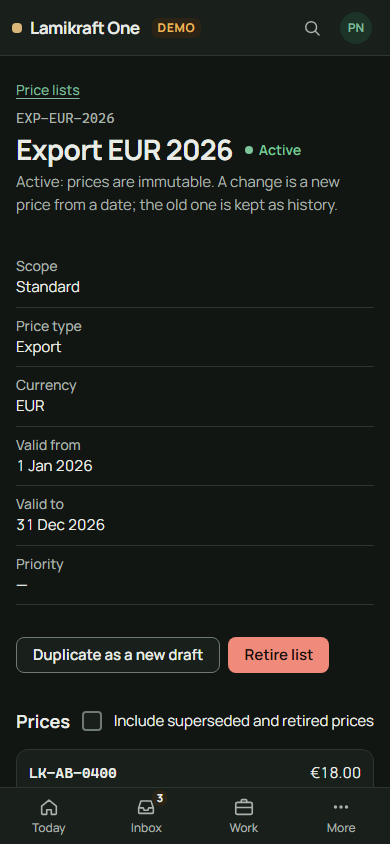 Lamikraft One DEMO PN
Price lists
EXP-EUR-2026
Export EUR 2026 Active
Active: prices are immutable. A change is a new
price from a date; the old one is kept as history.
Scope
Standard
Price type
Export
Currency
EUR
Valid from
1 Jan 2026
Valid to
31 Dec 2026
Priority
—
Duplicate as a new draft Retire list
Prices Include superseded and retired prices
LK-AB-0400 €18.00
3
Today Inbox Work More